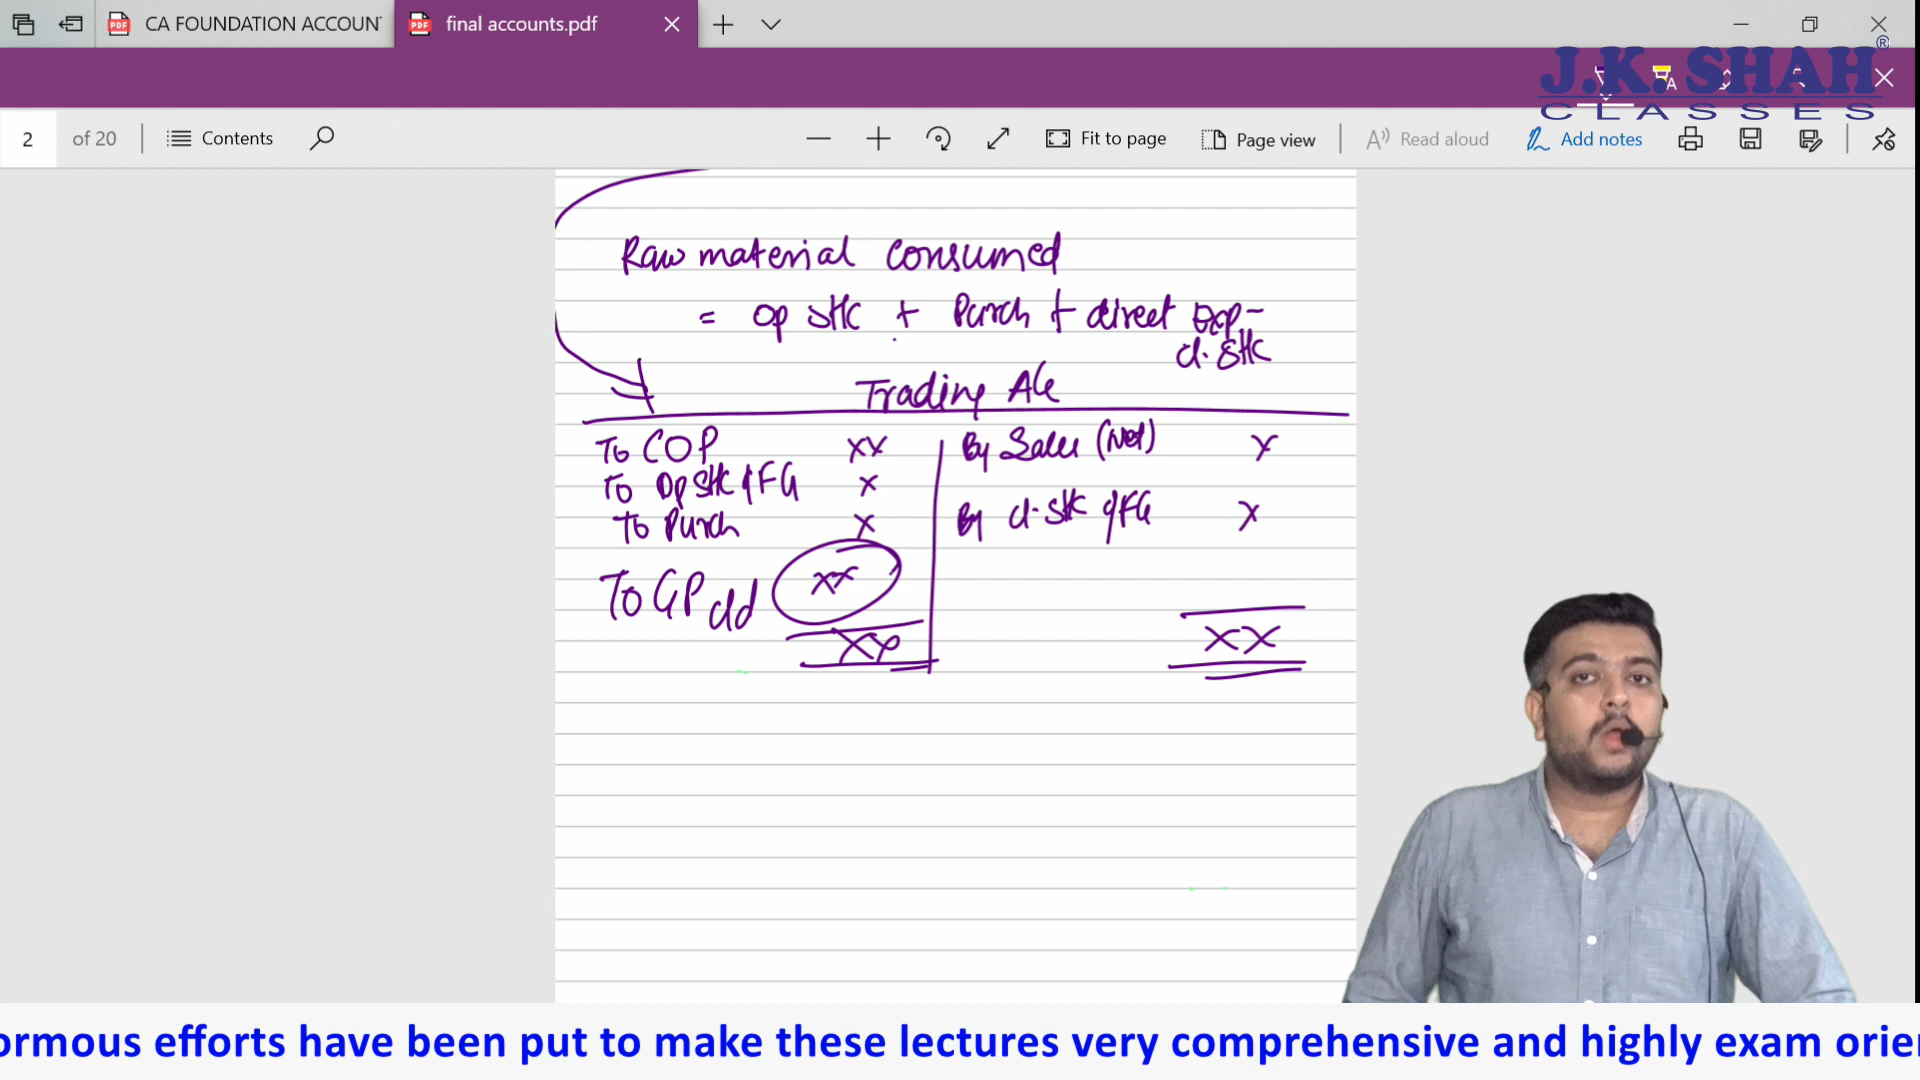 CA FOUNDATION ACCOUNT
final accounts.pdf
J.K. SHAH ®
CLASSES
2 of 20 Contents Fit to page Page view Read aloud Add notes
Raw material consumed
= op stk + Purch + direct Exp -
cl. stk
Trading A/c
To COP XX By Sales (Net) X
To Op stk of FG X
To Purch X By cl. stk of FG X
To GP c/d XX
XX XX
ormous efforts have been put to make these lectures very comprehensive and highly exam orie